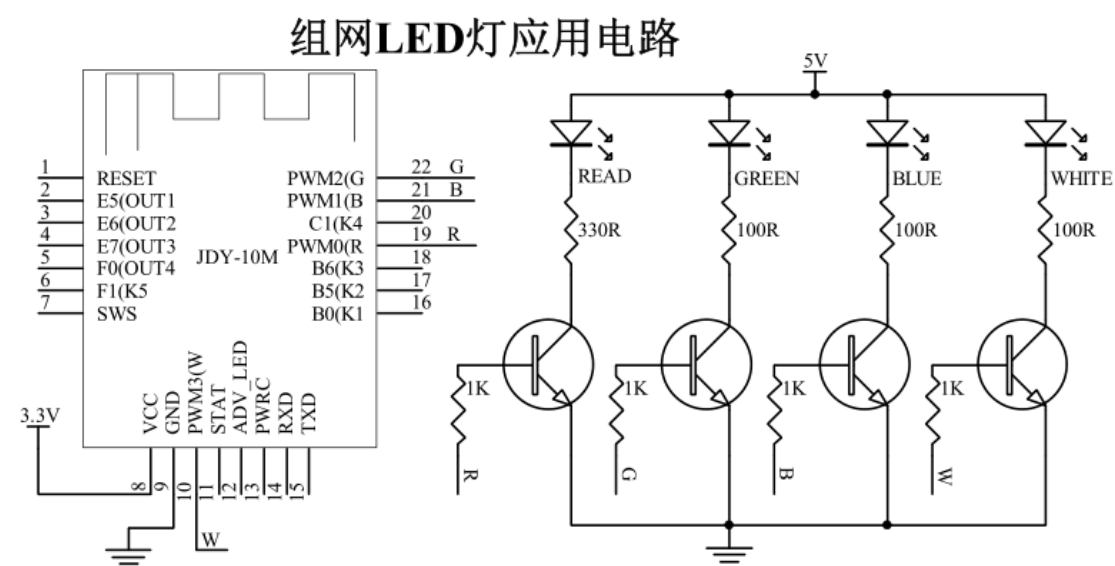 组网LED灯应用电路
5V
1 RESET
2 E5(OUT1
3 E6(OUT2
4 E7(OUT3
5 F0(OUT4
6 F1(K5
7 SWS
JDY-10M
PWM2(G 22 G
PWM1(B 21 B
C1(K4 20
PWM0(R 19 R
B6(K3 18
B5(K2 17
B0(K1 16
VCC 8
GND 9
PWM3(W 10 W
STAT 11
ADV_LED 12
PWRC 13
RXD 14
TXD 15
3.3V
READ
GREEN
BLUE
WHITE
330R
100R
100R
100R
1K
1K
1K
1K
R
G
B
W